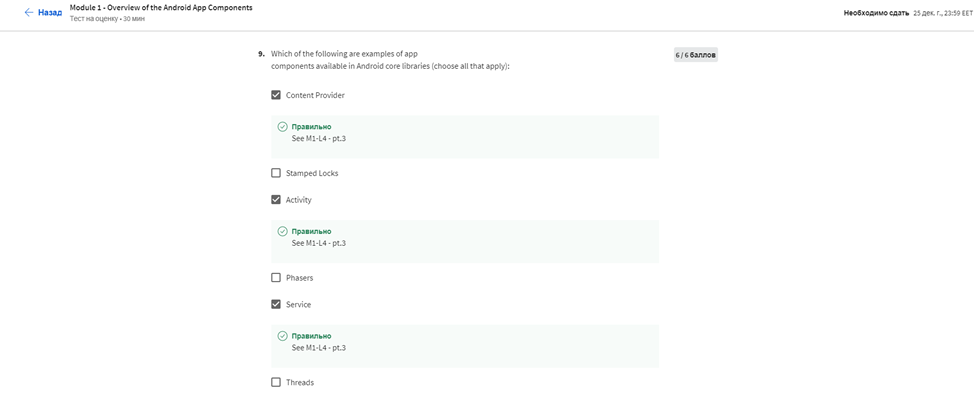 ← Назад
Module 1 - Overview of the Android App Components
Тест на оценку • 30 мин
Необходимо сдать 25 дек. г., 23:59 EET
9. Which of the following are examples of app
components available in Android core libraries (choose all that apply):
6 / 6 баллов
Content Provider
Правильно
See M1-L4 - pt.3
Stamped Locks
Activity
Правильно
See M1-L4 - pt.3
Phasers
Service
Правильно
See M1-L4 - pt.3
Threads